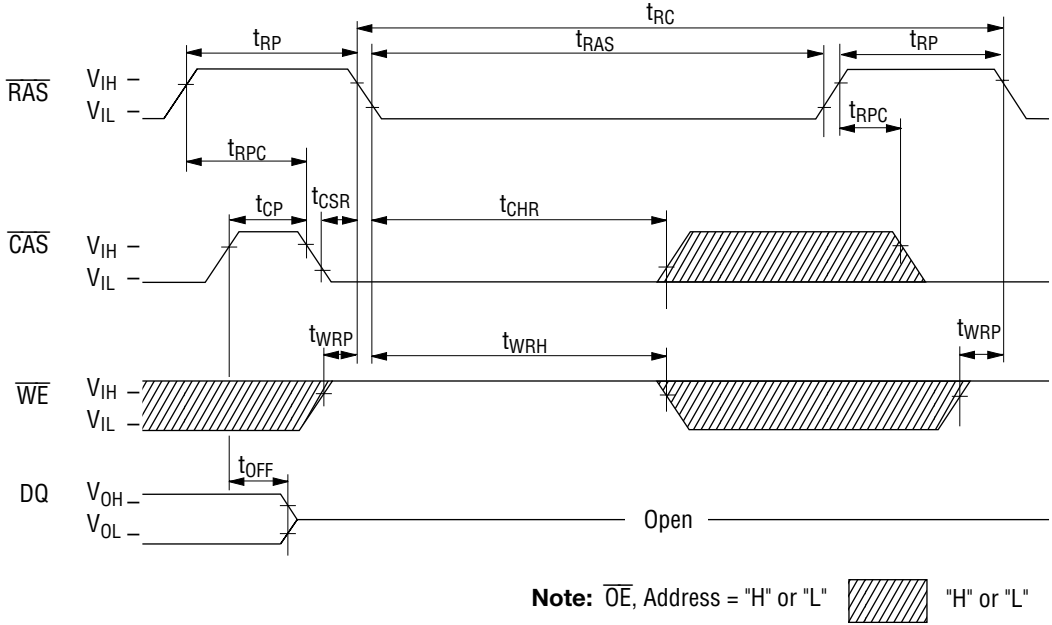 tRC
tRP tRAS tRP
RAS VIH
VIL
tRPC tRPC
tCP tCSR tCHR
CAS VIH
VIL
tWRP tWRH tWRP
WE VIH
VIL
tOFF
DQ VOH
VOL
Open
Note: OE, Address = "H" or "L" "H" or "L"